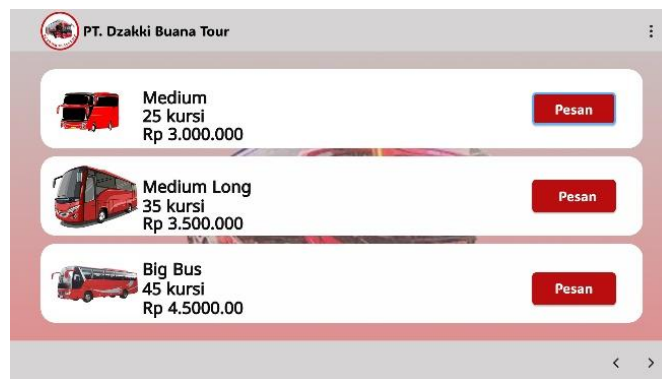 PT. Dzakki Buana Tour
Medium
25 kursi
Rp 3.000.000
Pesan
Medium Long
35 kursi
Rp 3.500.000
Pesan
Big Bus
45 kursi
Rp 4.5000.00
Pesan